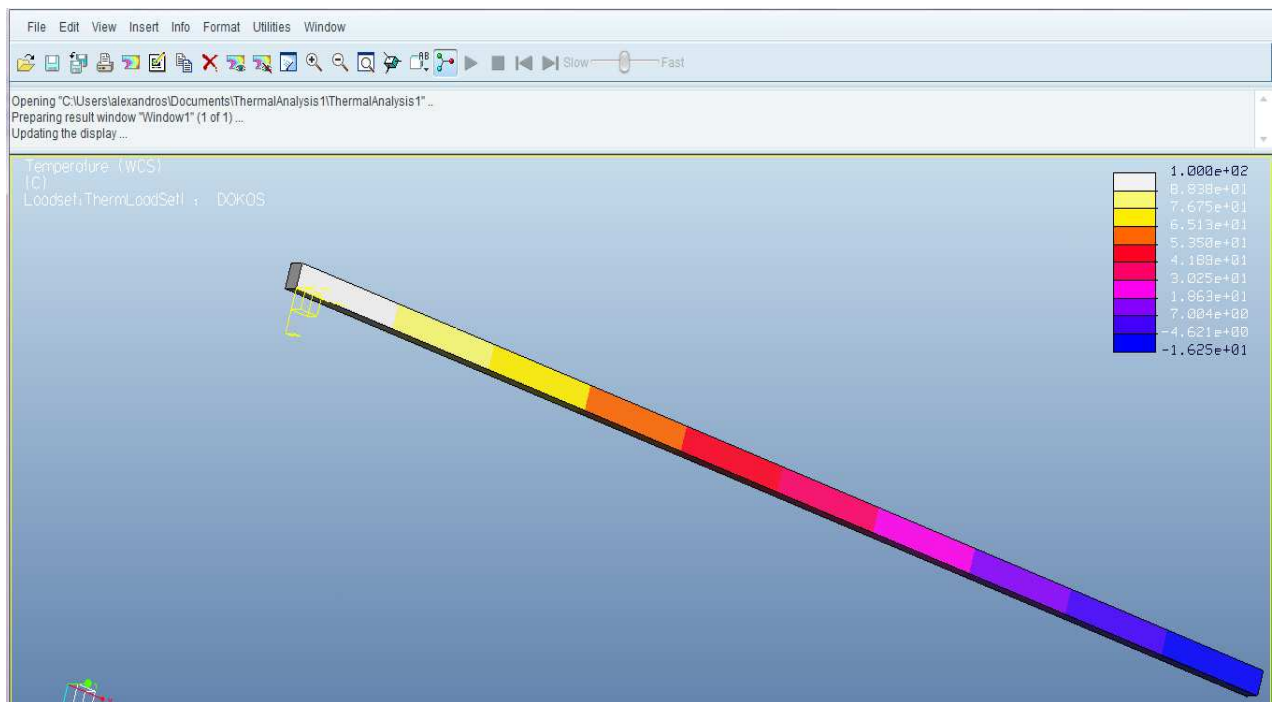 File Edit View Insert Info Format Utilities Window
Slow Fast
Opening "C:\Users\alexandros\Documents\ThermalAnalysis1\ThermalAnalysis1" ..
Preparing result window "Window1" (1 of 1) ...
Updating the display ...
Temperature (WCS)
(C)
Loadset:ThermLoadSet1 : DOKOS
1.000e+02
8.838e+01
7.675e+01
6.513e+01
5.350e+01
4.188e+01
3.025e+01
1.863e+01
7.004e+00
-4.621e+00
-1.625e+01